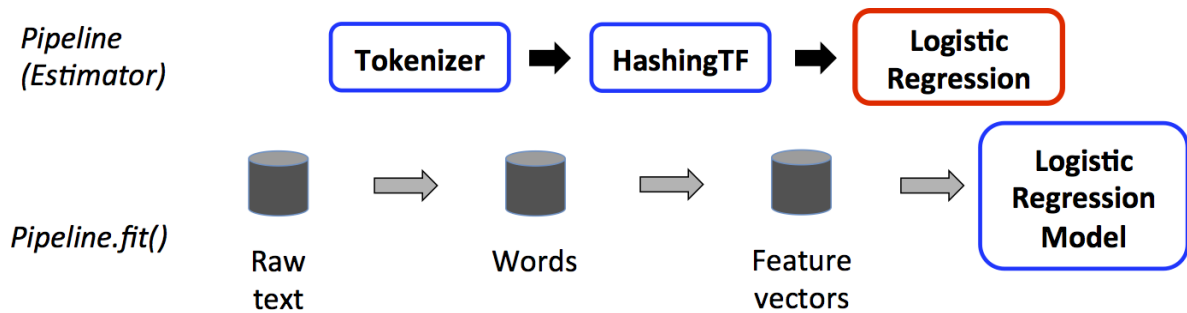 Pipeline
(Estimator)
Tokenizer
HashingTF
Logistic
Regression
Pipeline.fit()
Raw
text
Words
Feature
vectors
Logistic
Regression
Model